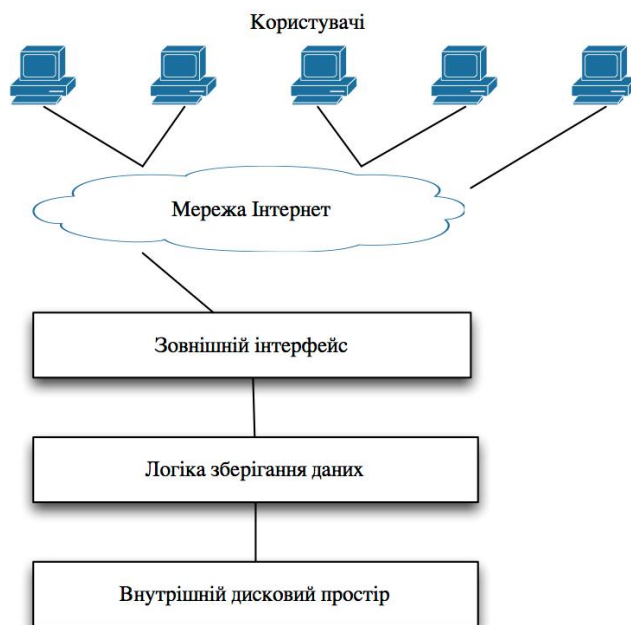 Користувачі
Мережа Інтернет
Зовнішній інтерфейс
Логіка зберігання даних
Внутрішній дисковий простір